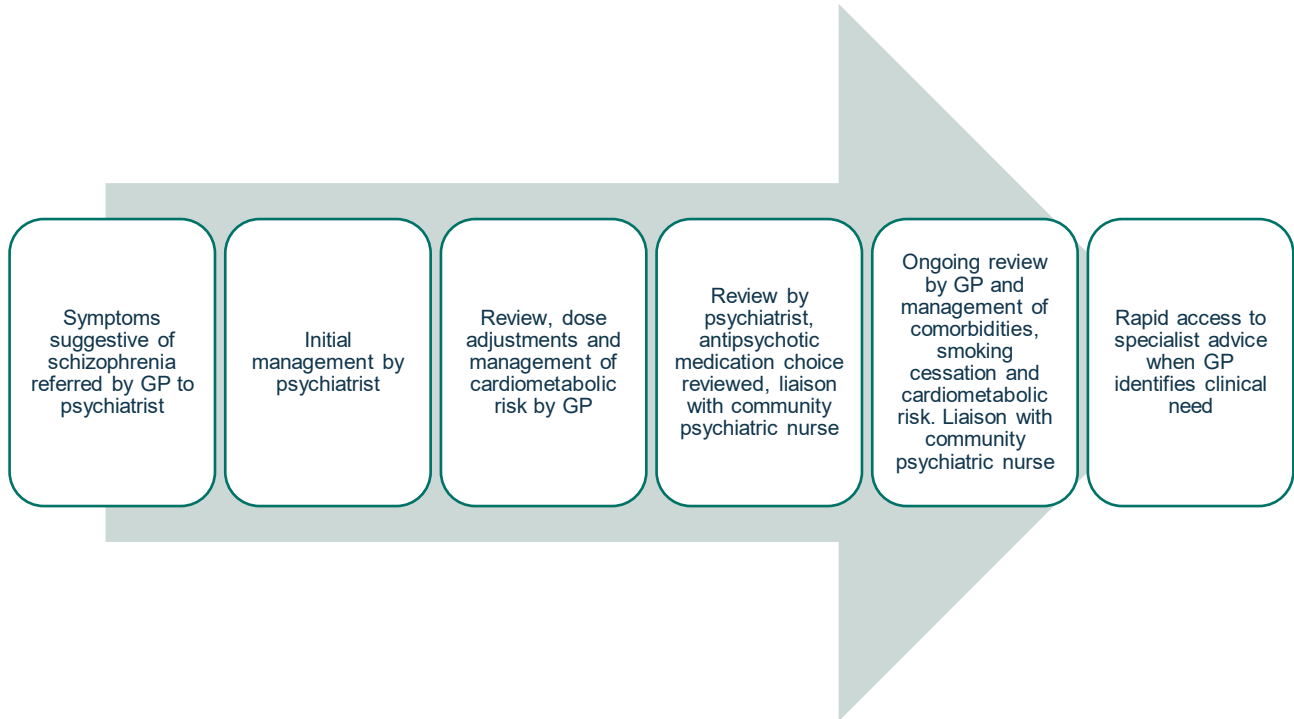 Symptoms
suggestive of
schizophrenia
referred by GP to
psychiatrist
Initial
management by
psychiatrist
Review, dose
adjustments and
management of
cardiometabolic
risk by GP
Review by
psychiatrist,
antipsychotic
medication choice
reviewed, liaison
with community
psychiatric nurse
Ongoing review
by GP and
management of
comorbidities,
smoking
cessation and
cardiometabolic
risk. Liaison with
community
psychiatric nurse
Rapid access to
specialist advice
when GP
identifies clinical
need